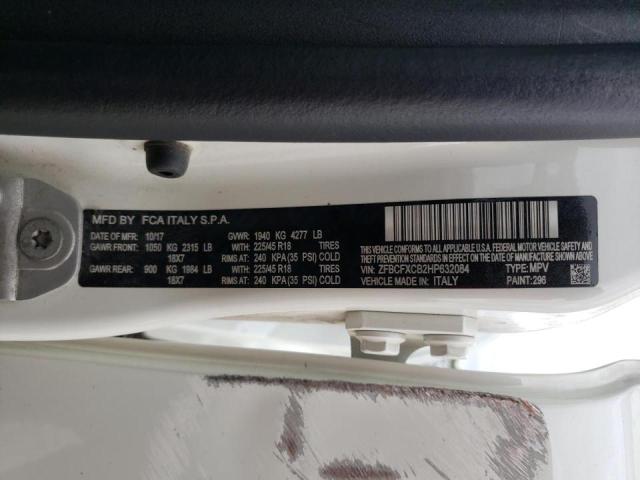 MFD BY FCA ITALY S.P.A.
DATE OF MFR: 10/17 GVWR: 1940 KG 4277 LB
GAWR FRONT: 1050 KG 2315 LB WITH: 225/45 R18 TIRES
18X7 RIMS AT: 240 KPA (35 PSI) COLD
GAWR REAR: 900 KG 1984 LB WITH: 225/45 R18 TIRES
18X7 RIMS AT: 240 KPA (35 PSI) COLD
THIS VEHICLE CONFORMS TO ALL APPLICABLE U.S.A. FEDERAL MOTOR VEHICLE SAFETY,
BUMPER AND THEFT PREVENTION STANDARDS IN EFFECT ON THE DATE OF MANUFACTURE SHOWN ABOVE
VIN: ZFBCFXCB2HP632084 TYPE: MPV
VEHICLE MADE IN: ITALY PAINT: 296